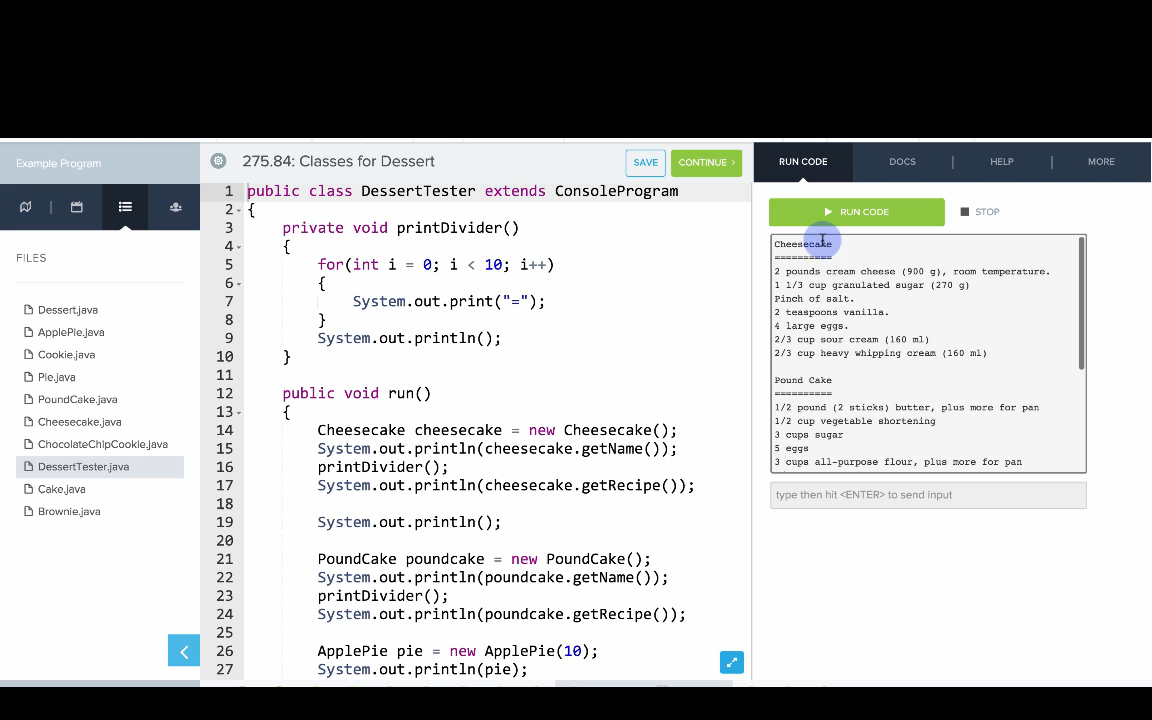 Example Program
275.84: Classes for Dessert
SAVE
CONTINUE
RUN CODE
DOCS
HELP
MORE
FILES
Dessert.java
ApplePie.java
Cookie.java
Pie.java
PoundCake.java
Cheesecake.java
ChocolateChipCookie.java
DessertTester.java
Cake.java
Brownie.java
1 public class DessertTester extends ConsoleProgram
2 {
3 private void printDivider()
4 {
5 for(int i = 0; i < 10; i++)
6 {
7 System.out.print("=");
8 }
9 System.out.println();
10 }
11
12 public void run()
13 {
14 Cheesecake cheesecake = new Cheesecake();
15 System.out.println(cheesecake.getName());
16 printDivider();
17 System.out.println(cheesecake.getRecipe());
18
19 System.out.println();
20
21 PoundCake poundcake = new PoundCake();
22 System.out.println(poundcake.getName());
23 printDivider();
24 System.out.println(poundcake.getRecipe());
25
26 ApplePie pie = new ApplePie(10);
27 System.out.println(pie);
RUN CODE
STOP
Cheesecake
==========
2 pounds cream cheese (900 g), room temperature.
1 1/3 cup granulated sugar (270 g)
Pinch of salt.
2 teaspoons vanilla.
4 large eggs.
2/3 cup sour cream (160 ml)
2/3 cup heavy whipping cream (160 ml)
Pound Cake
==========
1/2 pound (2 sticks) butter, plus more for pan
1/2 cup vegetable shortening
3 cups sugar
5 eggs
3 cups all-purpose flour, plus more for pan
type then hit <ENTER> to send input